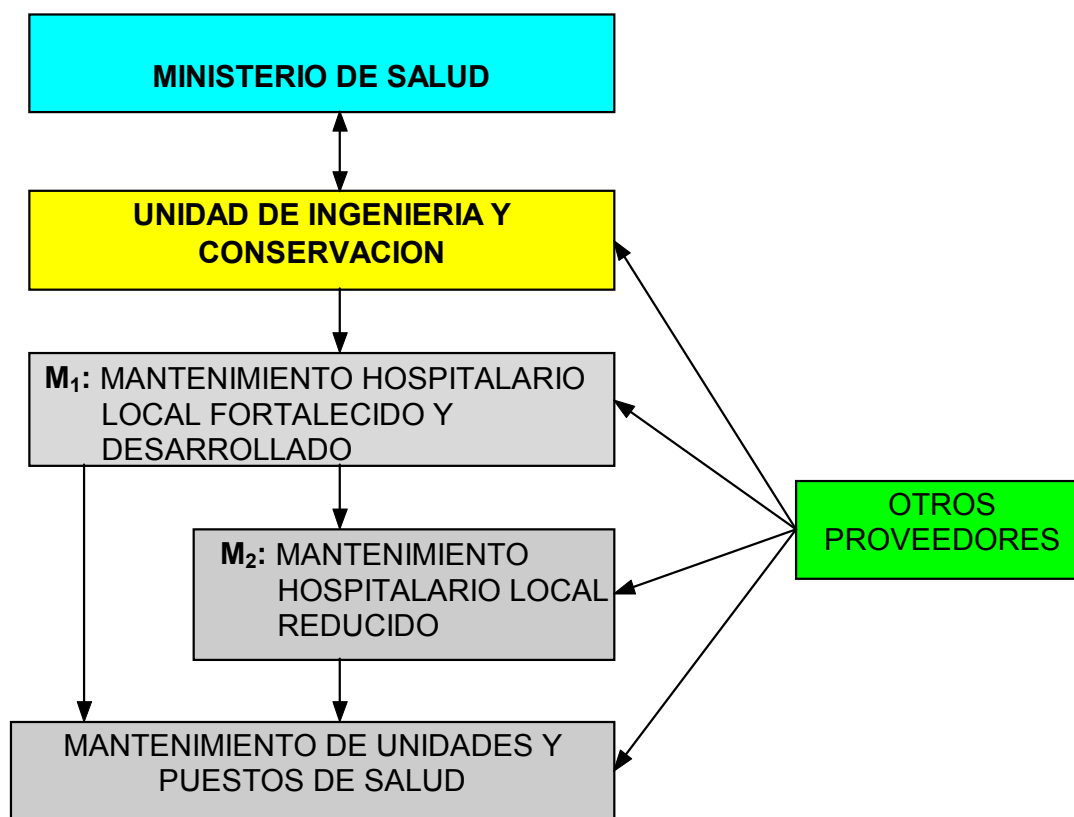 MINISTERIO DE SALUD
UNIDAD DE INGENIERIA Y
CONSERVACION
M₁: MANTENIMIENTO HOSPITALARIO
LOCAL FORTALECIDO Y
DESARROLLADO
M₂: MANTENIMIENTO
HOSPITALARIO LOCAL
REDUCIDO
MANTENIMIENTO DE UNIDADES Y
PUESTOS DE SALUD
OTROS
PROVEEDORES